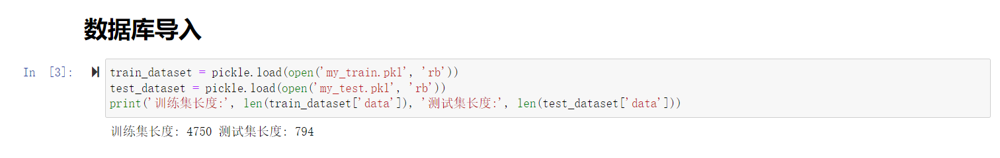 数据库导入
In [3]:
train_dataset = pickle.load(open('my_train.pkl', 'rb'))
test_dataset = pickle.load(open('my_test.pkl', 'rb'))
print('训练集长度:', len(train_dataset['data']), '测试集长度:', len(test_dataset['data']))
训练集长度: 4750 测试集长度: 794